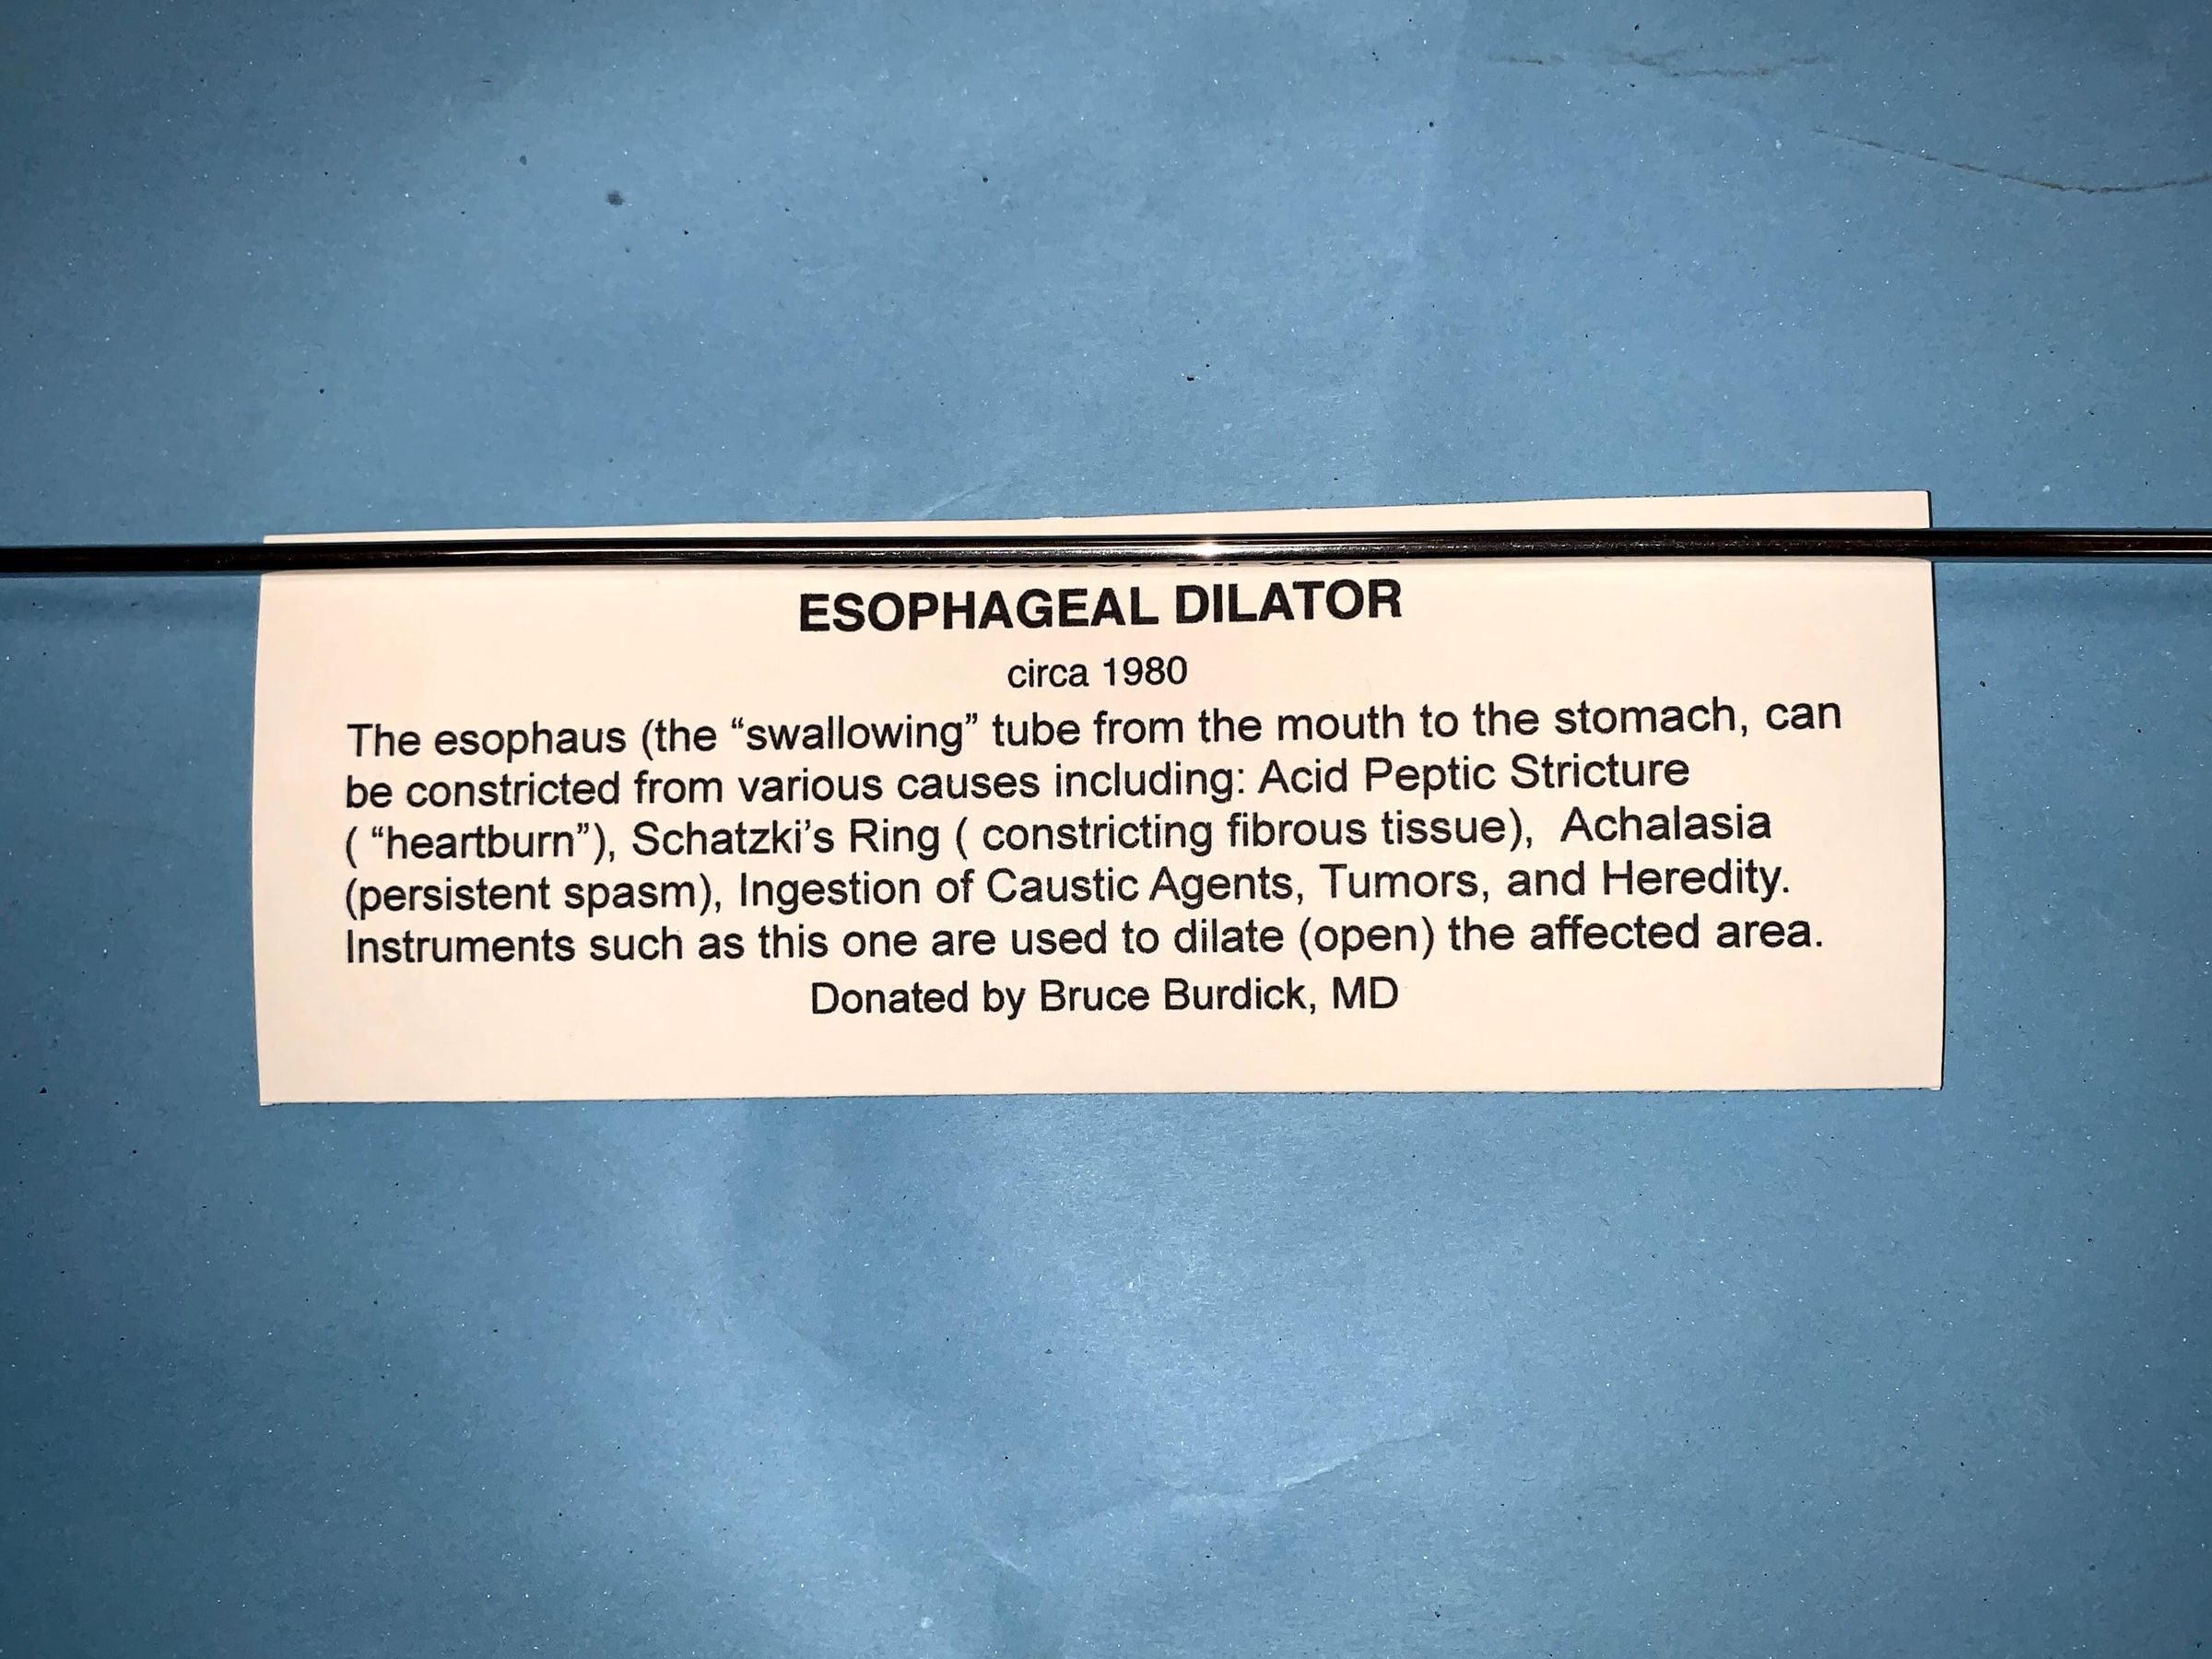 ESOPHAGEAL DILATOR
circa 1980
The esophaus (the “swallowing” tube from the mouth to the stomach, can
be constricted from various causes including: Acid Peptic Stricture
( “heartburn”), Schatzki’s Ring ( constricting fibrous tissue),  Achalasia
(persistent spasm), Ingestion of Caustic Agents, Tumors, and Heredity.
Instruments such as this one are used to dilate (open) the affected area.
Donated by Bruce Burdick, MD